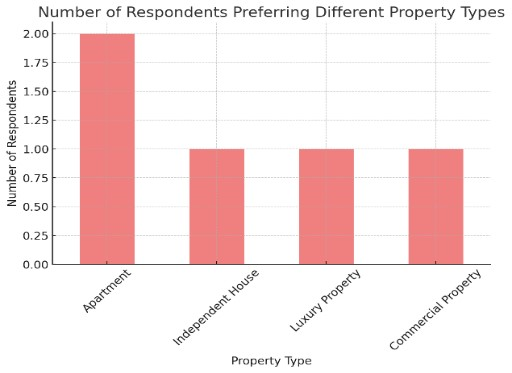 Number of Respondents Preferring Different Property Types
Number of Respondents
2.00
1.75
1.50
1.25
1.00
0.75
0.50
0.25
0.00
Apartment
Independent House
Luxury Property
Commercial Property
Property Type